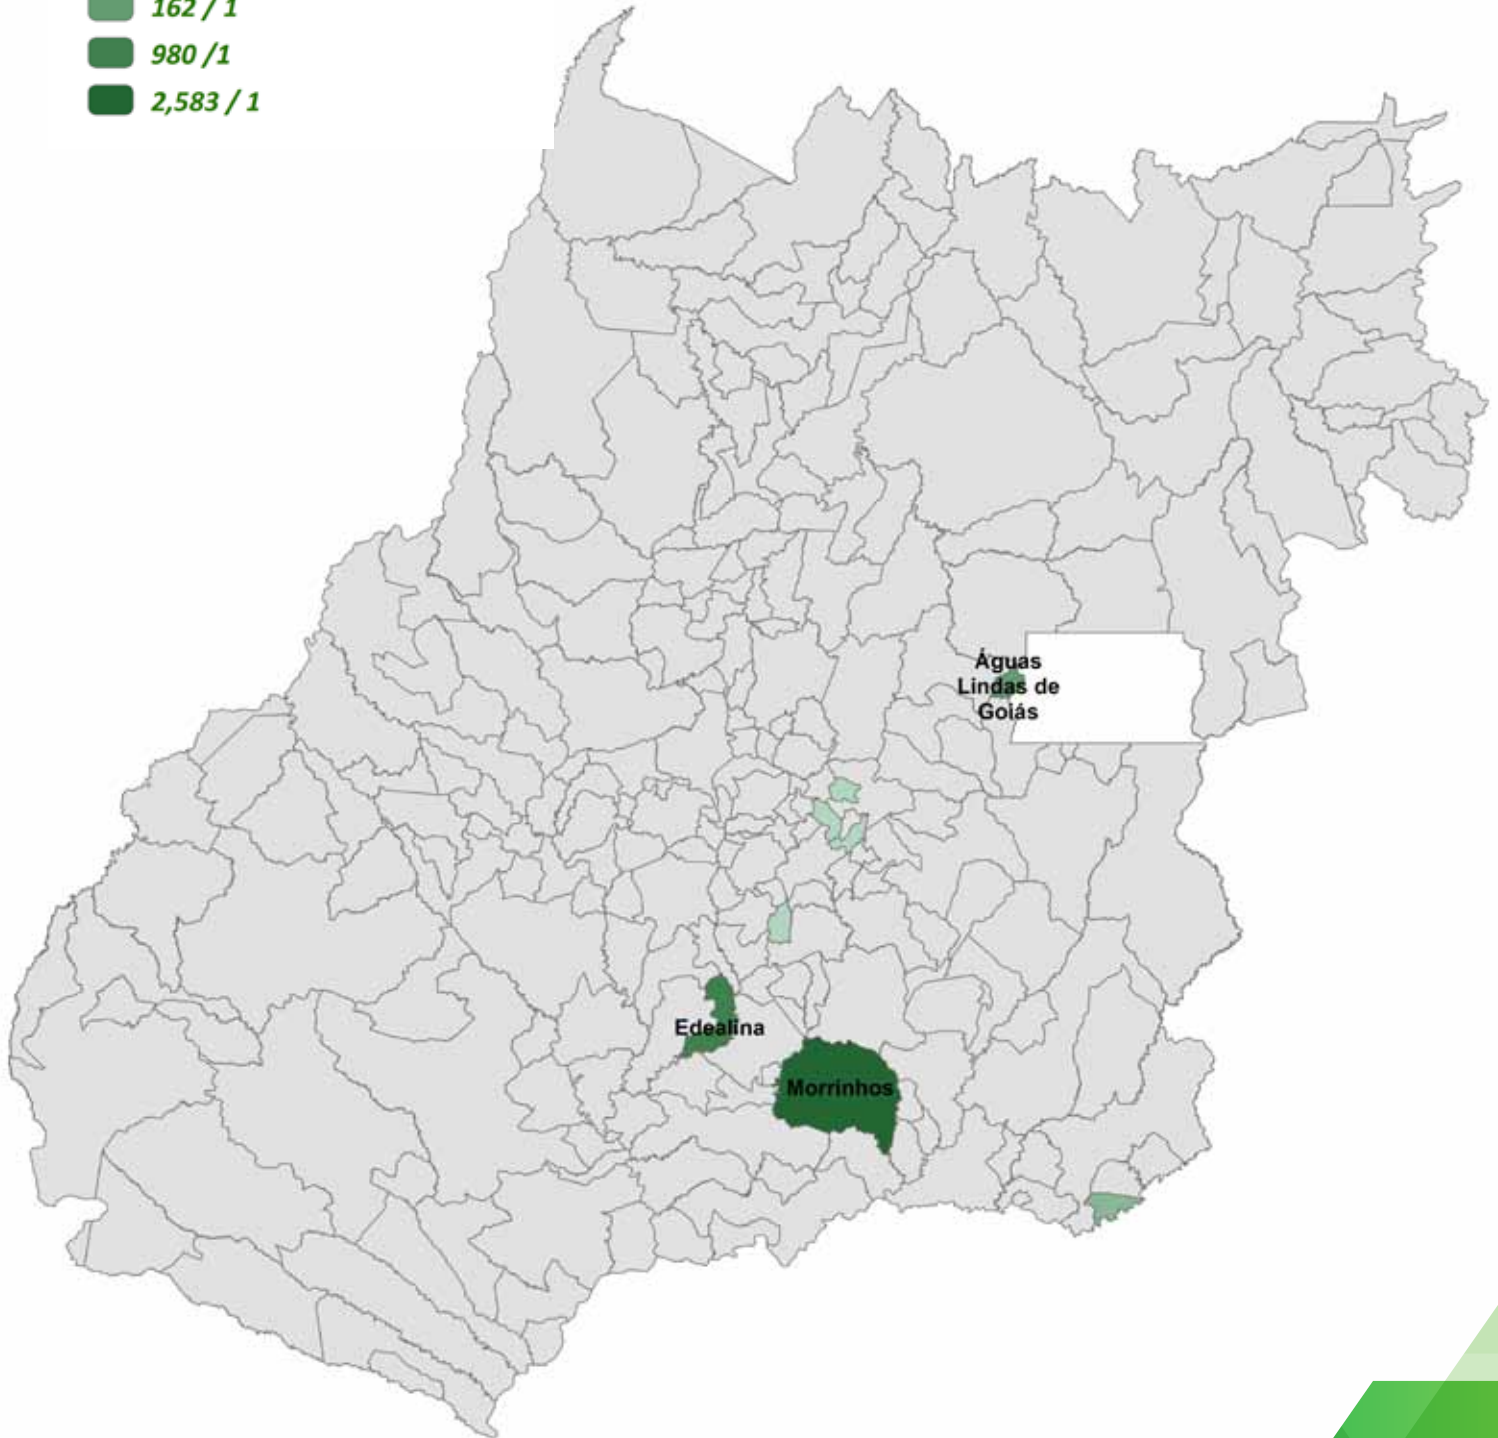 162 / 1
980 /1
2,583 / 1
Águas
Lindas de
Goiás
Edealina
Morrinhos